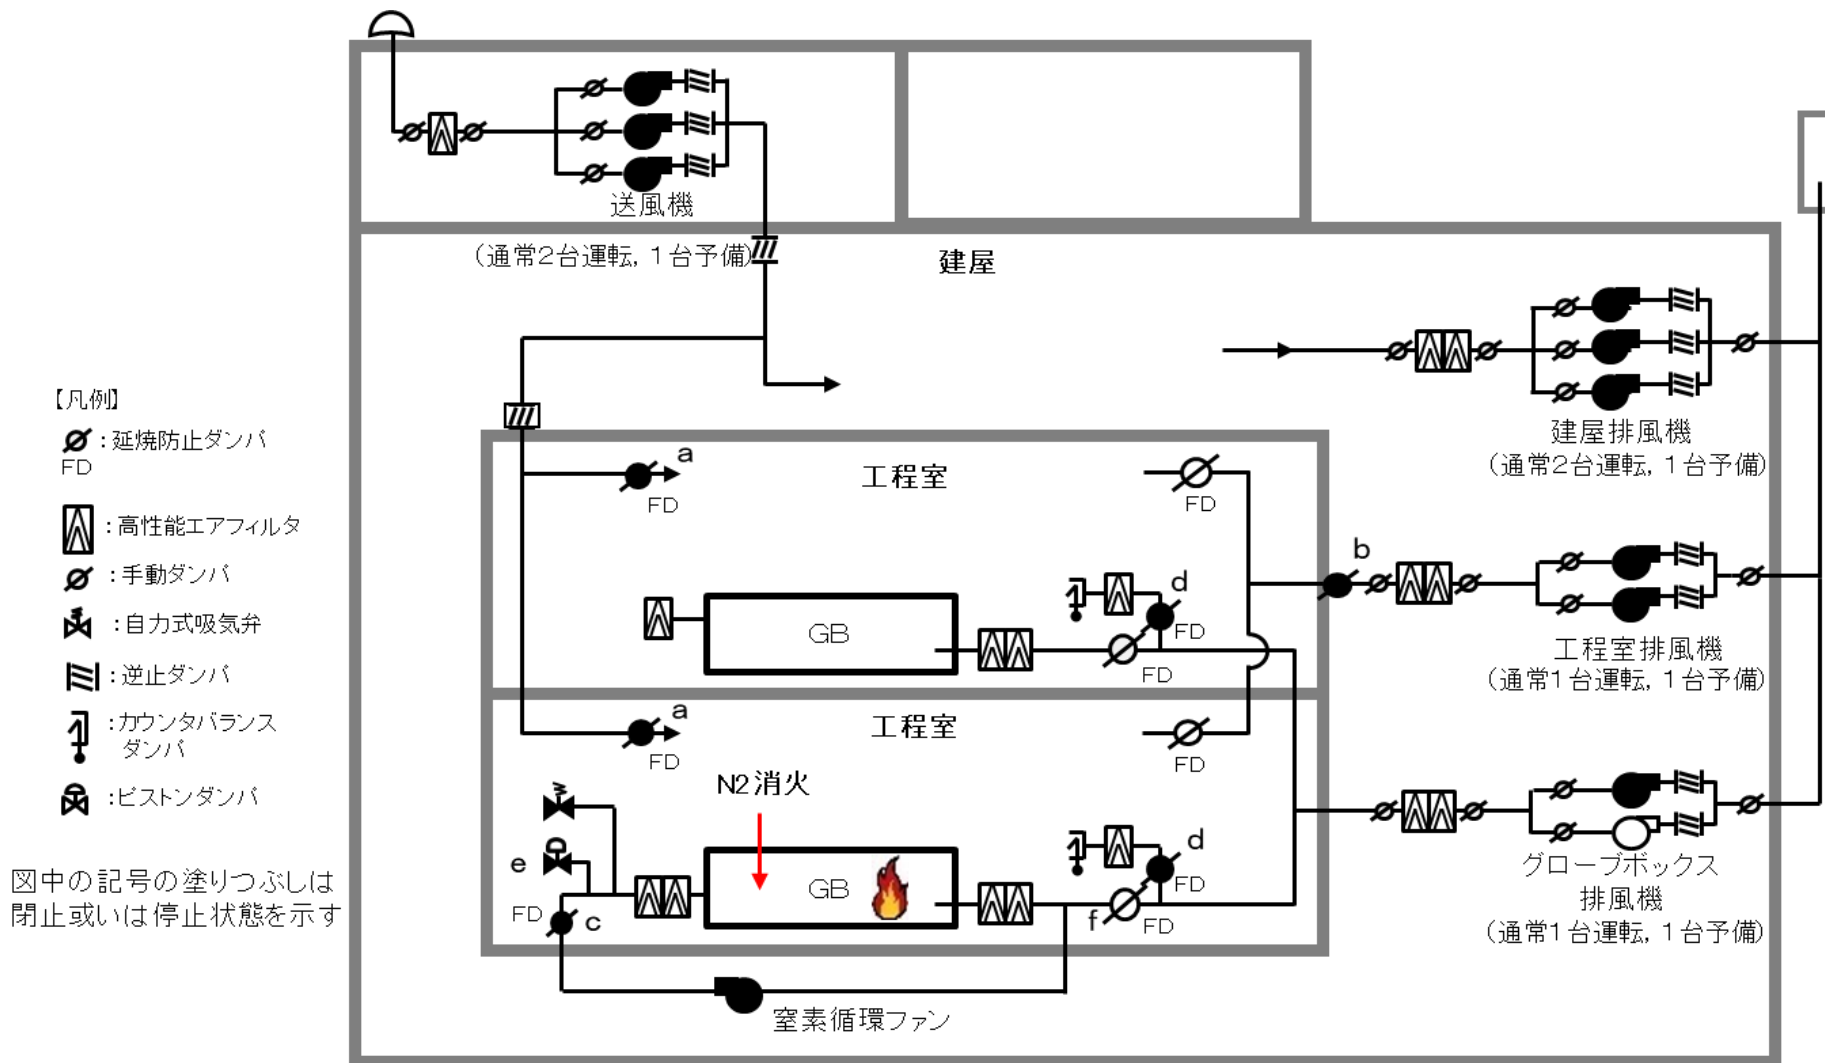 送風機
(通常2台運転, 1台予備)
建屋
【凡例】
:延焼防止ダンパ
FD
:高性能エアフィルタ
:手動ダンパ
:自力式吸気弁
:逆止ダンパ
:カウンタバランス
ダンパ
:ピストンダンパ
図中の記号の塗りつぶしは
閉止或いは停止状態を示す
建屋排風機
(通常2台運転, 1台予備)
a
FD
工程室
FD
b
d
FD
GB
FD
工程室排風機
(通常1台運転, 1台予備)
a
FD
工程室
FD
N2消火
e
FD
c
GB
d
FD
f
FD
グローブボックス
排風機
(通常1台運転, 1台予備)
窒素循環ファン